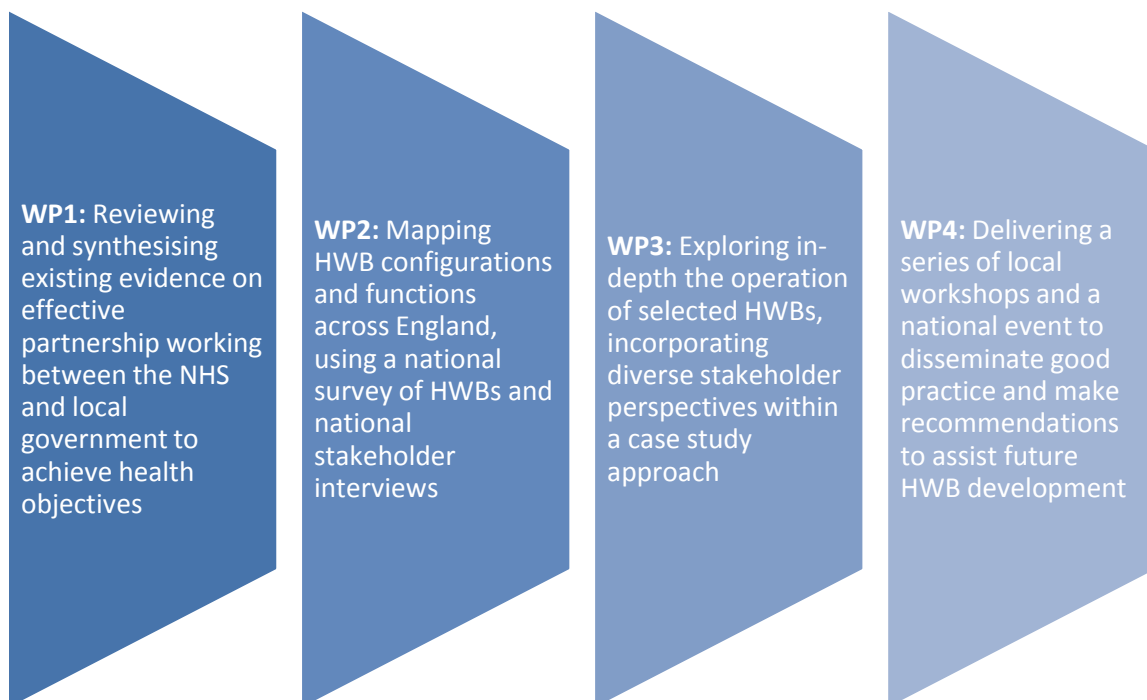 WP1: Reviewing
and synthesising
existing evidence on
effective
partnership working
between the NHS
and local
government to
achieve health
objectives
WP2: Mapping
HWB configurations
and functions
across England,
using a national
survey of HWBs and
national
stakeholder
interviews
WP3: Exploring in-
depth the operation
of selected HWBs,
incorporating
diverse stakeholder
perspectives within
a case study
approach
WP4: Delivering a
series of local
workshops and a
national event to
disseminate good
practice and make
recommendations
to assist future
HWB development